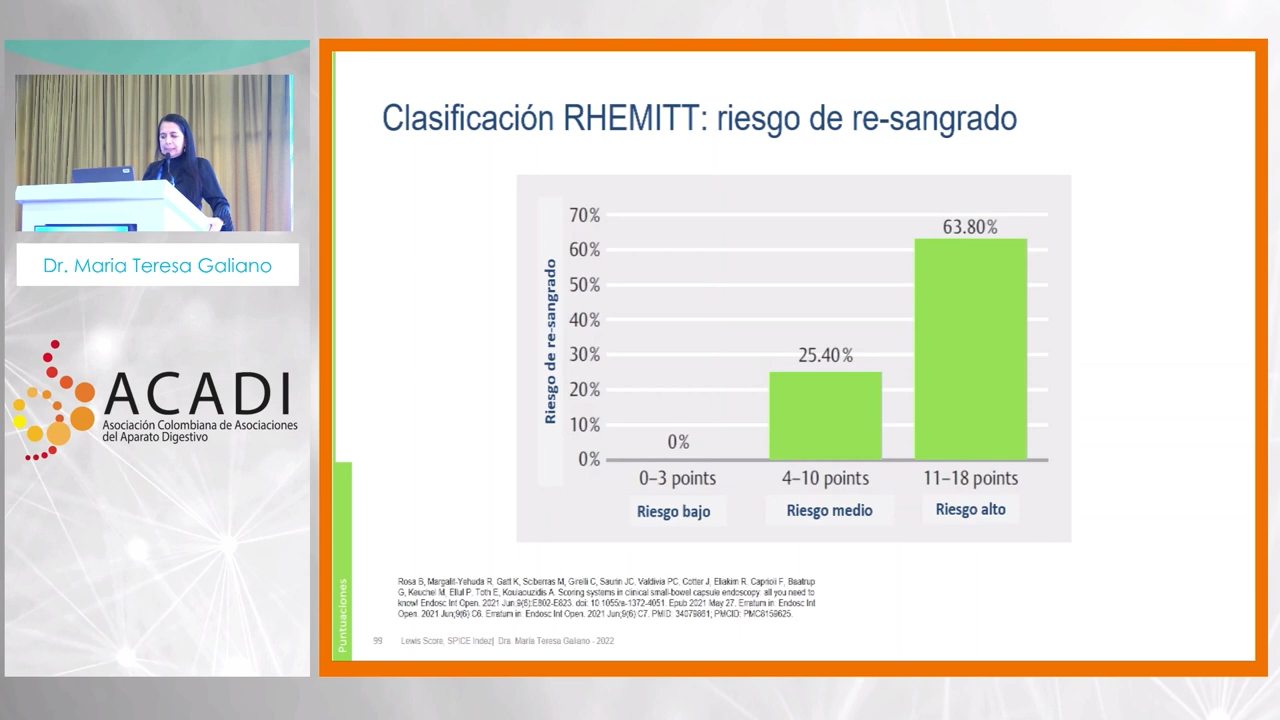 Dr. Maria Teresa Galiano
ACADI
Asociación Colombiana de Asociaciones
del Aparato Digestivo
Clasificación RHEMITT: riesgo de re-sangrado
Riesgo de re-sangrado
70%
60%
50%
40%
30%
20%
10%
0%
0%
25.40%
63.80%
0–3 points
4–10 points
11–18 points
Riesgo bajo
Riesgo medio
Riesgo alto
Rosa B, Margalit-Yehuda R, Gatt K, Sciberras M, Girelli C, Saurin JC, Valdivia PC, Cotter J, Eliakim R, Caprioli F, Baatrup
G, Keuchel M, Ellul P, Toth E, Koulaouzidis A. Scoring systems in clinical small-bowel capsule endoscopy: all you need to
know! Endosc Int Open. 2021 Jun;9(6):E802-E823. doi: 10.1055/a-1372-4051. Epub 2021 May 27. Erratum in: Endosc Int
Open. 2021 Jun;9(6):C6. Erratum in: Endosc Int Open. 2021 Jun;9(6):C7. PMID: 34079861; PMCID: PMC8159625.
Puntuaciones
99 Lewis Score, SPICE Indez| Dra. María Teresa Galiano - 2022